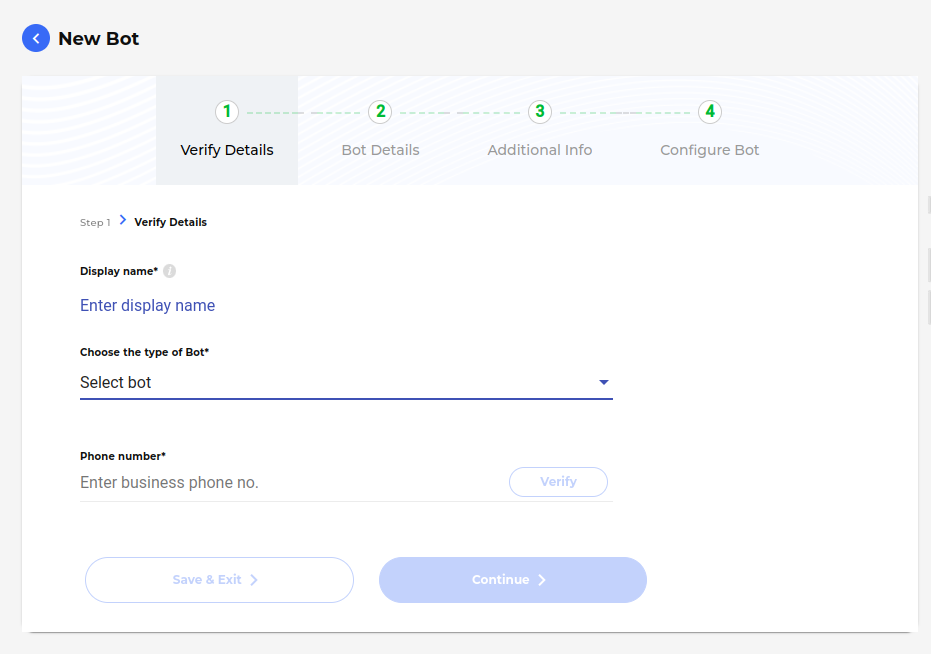 New Bot
1 2 3 4
Verify Details Bot Details Additional Info Configure Bot
Step 1 Verify Details
Display name* i
Enter display name
Choose the type of Bot*
Select bot
Phone number*
Enter business phone no. Verify
Save & Exit Continue